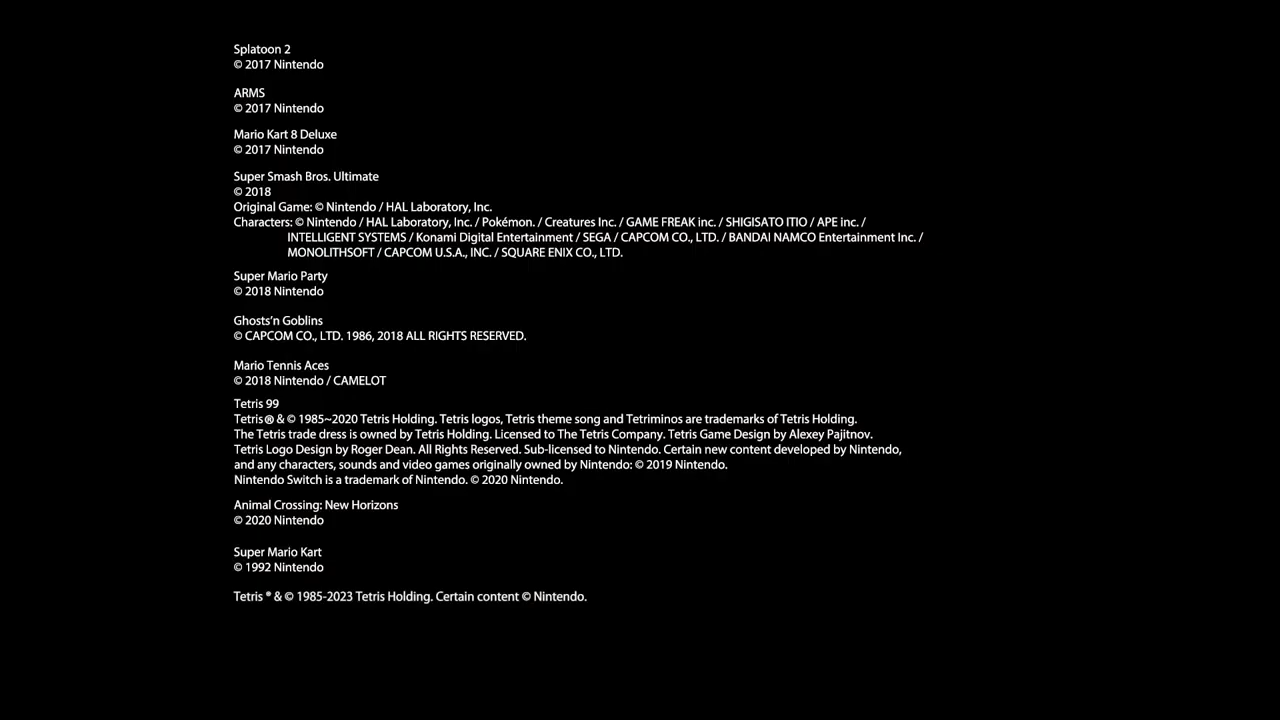 Splatoon 2
© 2017 Nintendo
ARMS
© 2017 Nintendo
Mario Kart 8 Deluxe
© 2017 Nintendo
Super Smash Bros. Ultimate
© 2018
Original Game: © Nintendo / HAL Laboratory, Inc.
Characters: © Nintendo / HAL Laboratory, Inc. / Pokémon. / Creatures Inc. / GAME FREAK inc. / SHIGISATO ITIO / APE inc. /
INTELLIGENT SYSTEMS / Konami Digital Entertainment / SEGA / CAPCOM CO., LTD. / BANDAI NAMCO Entertainment Inc. /
MONOLITHSOFT / CAPCOM U.S.A., INC. / SQUARE ENIX CO., LTD.
Super Mario Party
© 2018 Nintendo
Ghosts’n Goblins
© CAPCOM CO., LTD. 1986, 2018 ALL RIGHTS RESERVED.
Mario Tennis Aces
© 2018 Nintendo / CAMELOT
Tetris 99
Tetris® & © 1985~2020 Tetris Holding. Tetris logos, Tetris theme song and Tetriminos are trademarks of Tetris Holding.
The Tetris trade dress is owned by Tetris Holding. Licensed to The Tetris Company. Tetris Game Design by Alexey Pajitnov.
Tetris Logo Design by Roger Dean. All Rights Reserved. Sub-licensed to Nintendo. Certain new content developed by Nintendo,
and any characters, sounds and video games originally owned by Nintendo: © 2019 Nintendo.
Nintendo Switch is a trademark of Nintendo. © 2020 Nintendo.
Animal Crossing: New Horizons
© 2020 Nintendo
Super Mario Kart
© 1992 Nintendo
Tetris ® & © 1985-2023 Tetris Holding. Certain content © Nintendo.